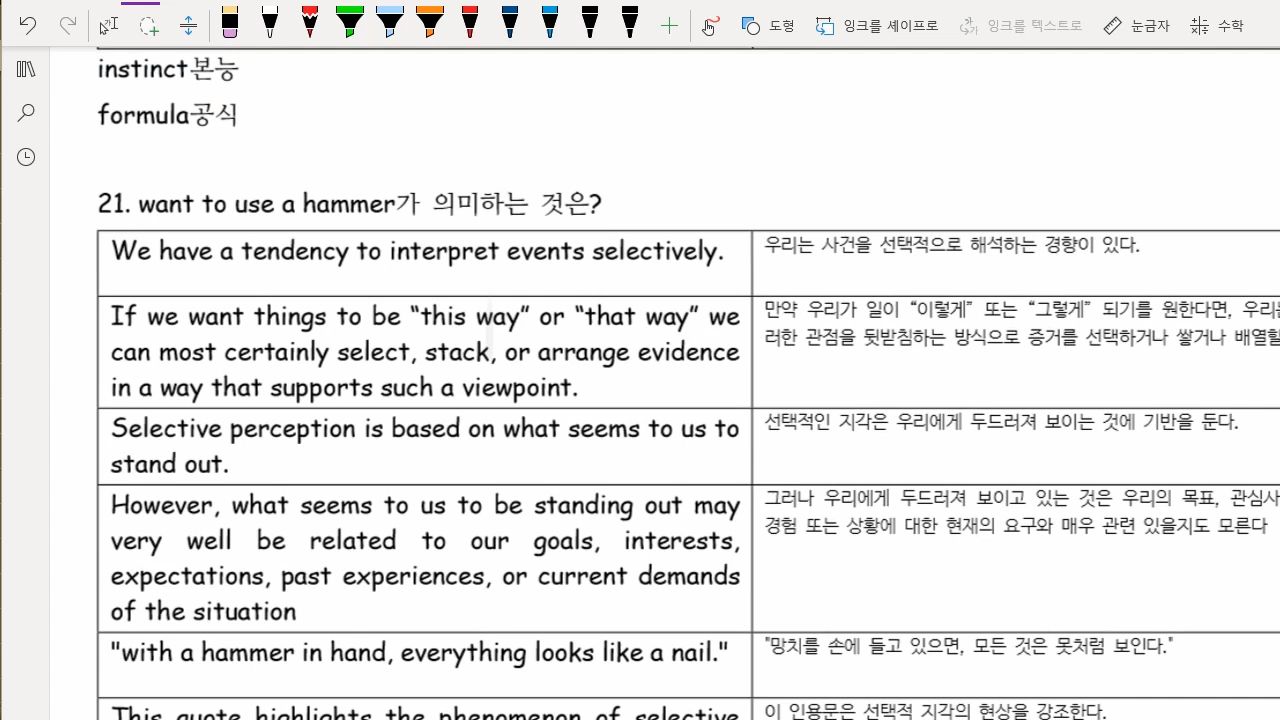 도형
잉크를 셰이프로
잉크를 텍스트로
눈금자
수학
instinct본능
formula공식
21. want to use a hammer가 의미하는 것은?
We have a tendency to interpret events selectively.
우리는 사건을 선택적으로 해석하는 경향이 있다.
If we want things to be “this way” or “that way” we
can most certainly select, stack, or arrange evidence
in a way that supports such a viewpoint.
만약 우리가 일이 “이렇게” 또는 “그렇게” 되기를 원한다면, 우리는
러한 관점을 뒷받침하는 방식으로 증거를 선택하거나 쌓거나 배열할
Selective perception is based on what seems to us to
stand out.
선택적인 지각은 우리에게 두드러져 보이는 것에 기반을 둔다.
However, what seems to us to be standing out may
very well be related to our goals, interests,
expectations, past experiences, or current demands
of the situation
그러나 우리에게 두드러져 보이고 있는 것은 우리의 목표, 관심사
경험 또는 상황에 대한 현재의 요구와 매우 관련 있을지도 모른다
"with a hammer in hand, everything looks like a nail."
"망치를 손에 들고 있으면, 모든 것은 못처럼 보인다."
This quote highlights the phenomenon of selective
이 인용문은 선택적 지각의 현상을 강조한다.